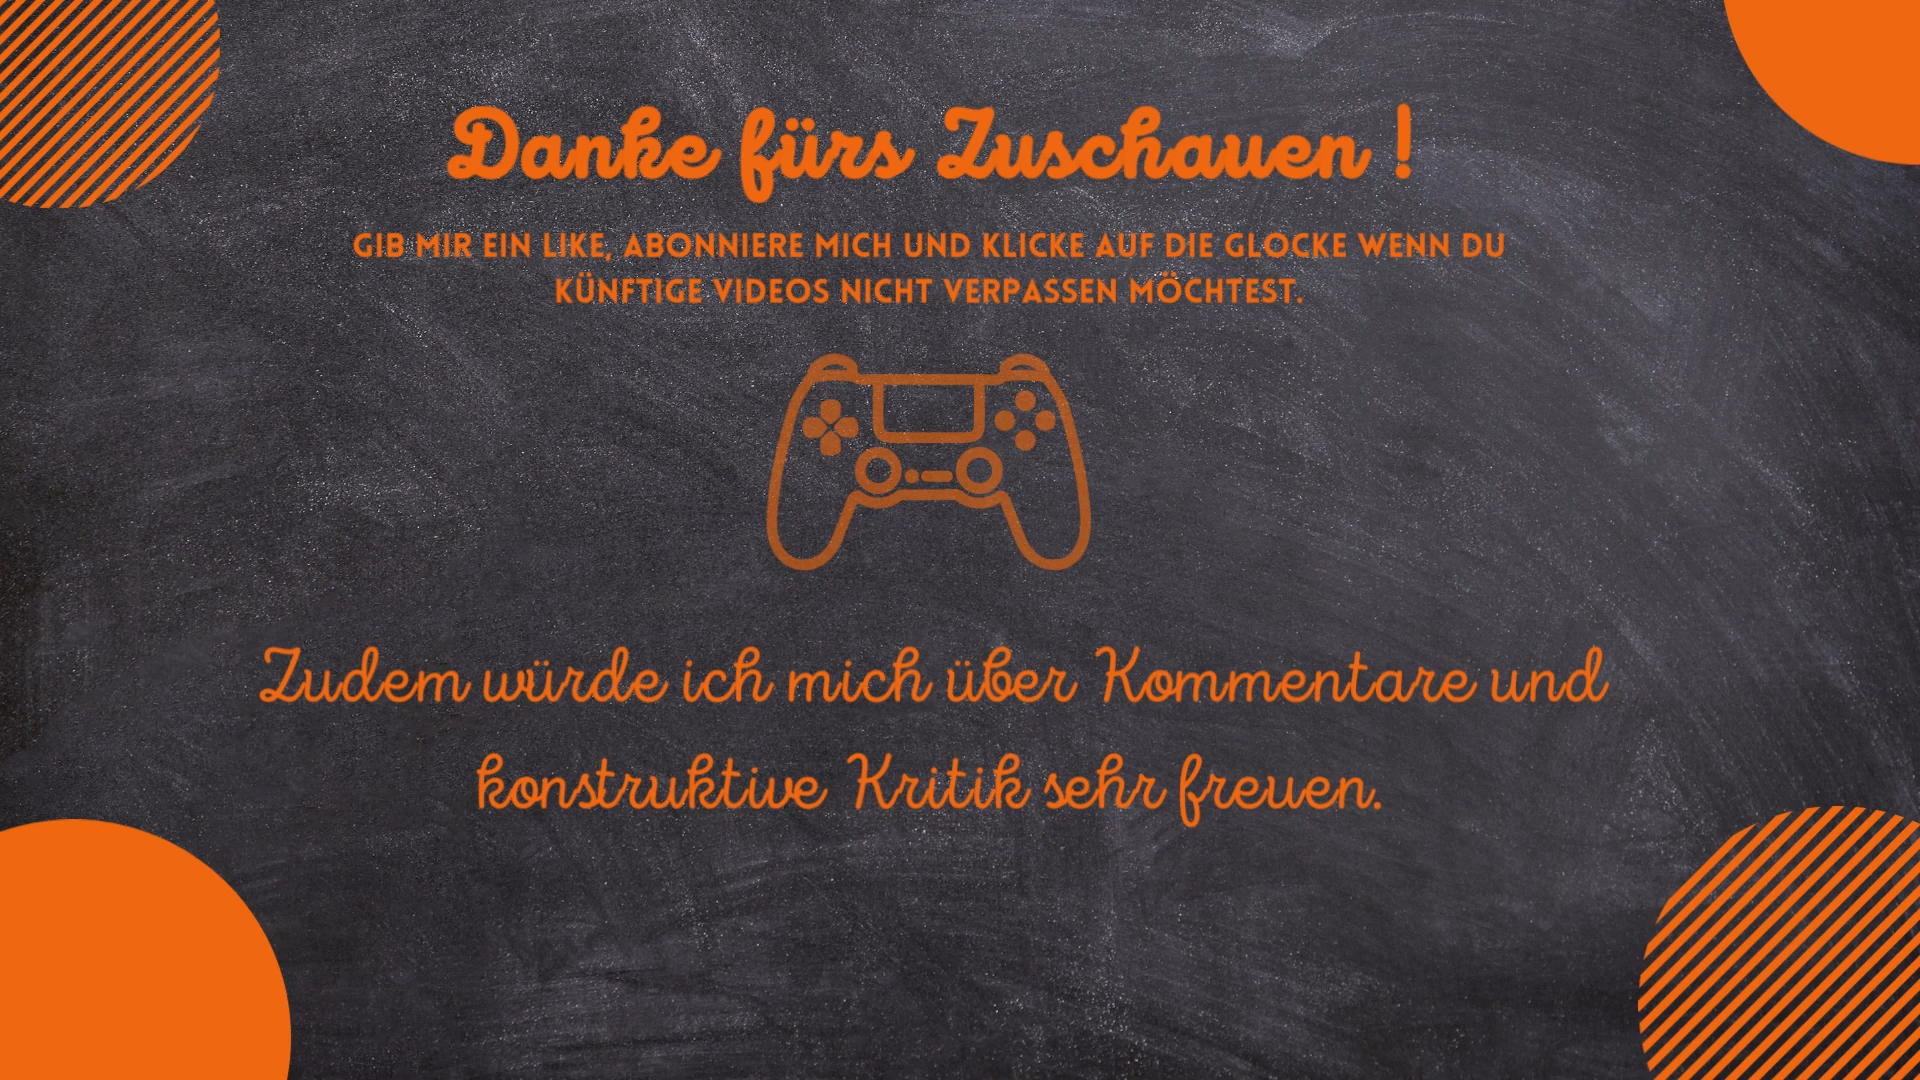 Danke fürs Zuschauen !
GIB MIR EIN LIKE, ABONNIERE MICH UND KLICKE AUF DIE GLOCKE WENN DU
KÜNFTIGE VIDEOS NICHT VERPASSEN MÖCHTEST.
Zudem würde ich mich über Kommentare und
konstruktive Kritik sehr freuen.